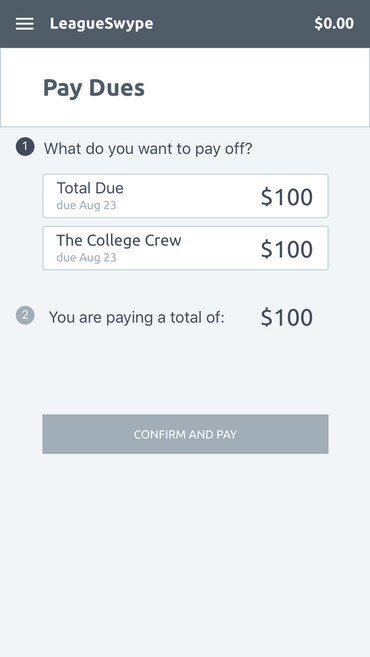 LeagueSwype $0.00
Pay Dues
1 What do you want to pay off?
Total Due $100
due Aug 23
The College Crew $100
due Aug 23
2 You are paying a total of: $100
CONFIRM AND PAY